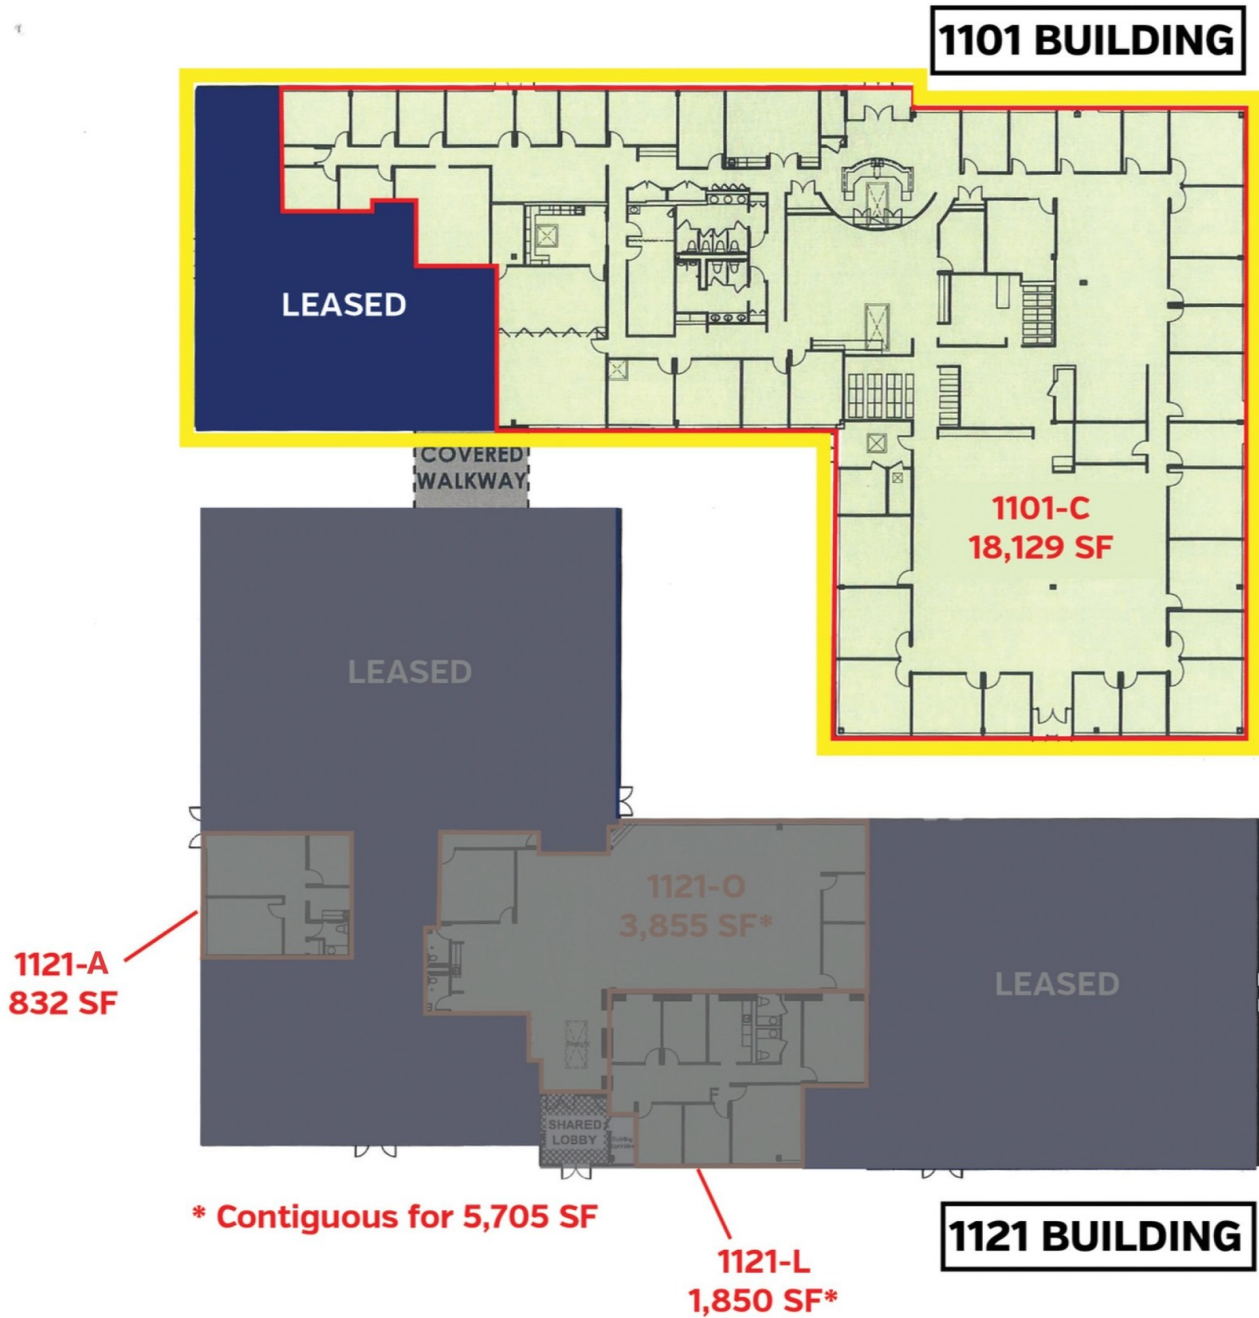 1101 BUILDING
LEASED
COVERED
WALKWAY
1101-C
18,129 SF
LEASED
1121-O
3,855 SF*
1121-A
832 SF
LEASED
SHARED
LOBBY
* Contiguous for 5,705 SF
1121 BUILDING
1121-L
1,850 SF*